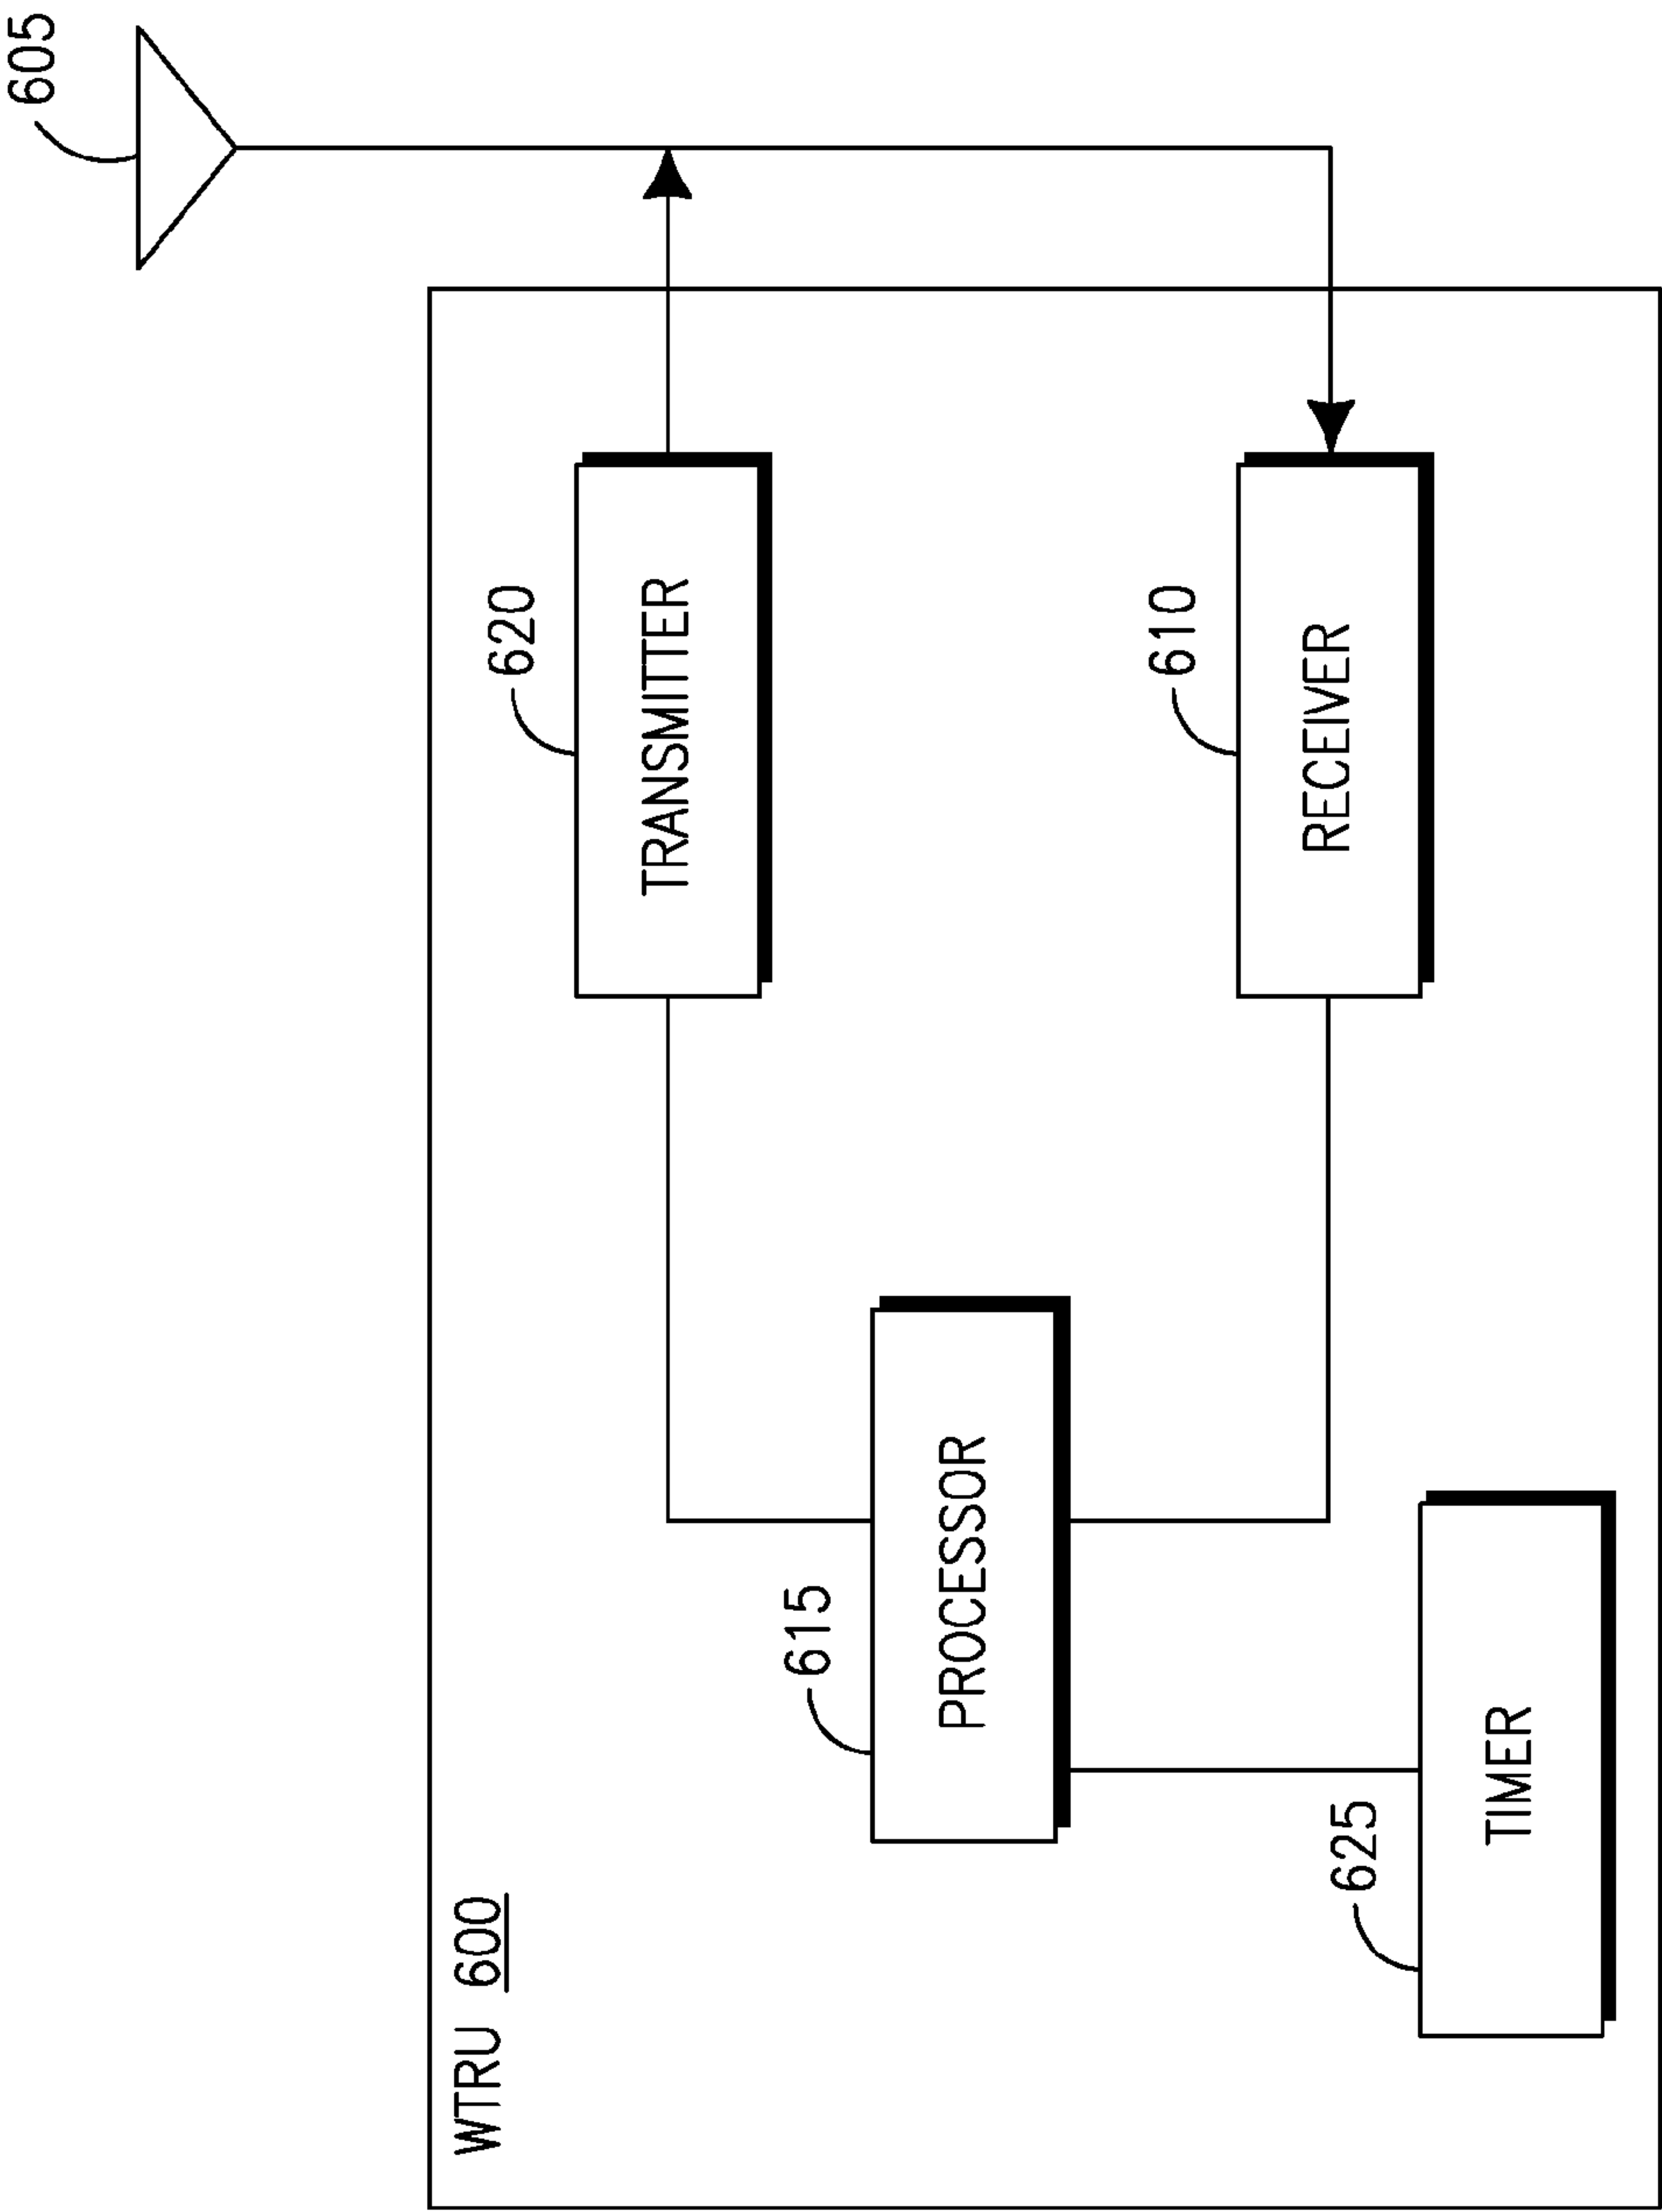 605
WTRU 600
620
TRANSMITTER
615
PROCESSOR
610
RECEIVER
625
TIMER